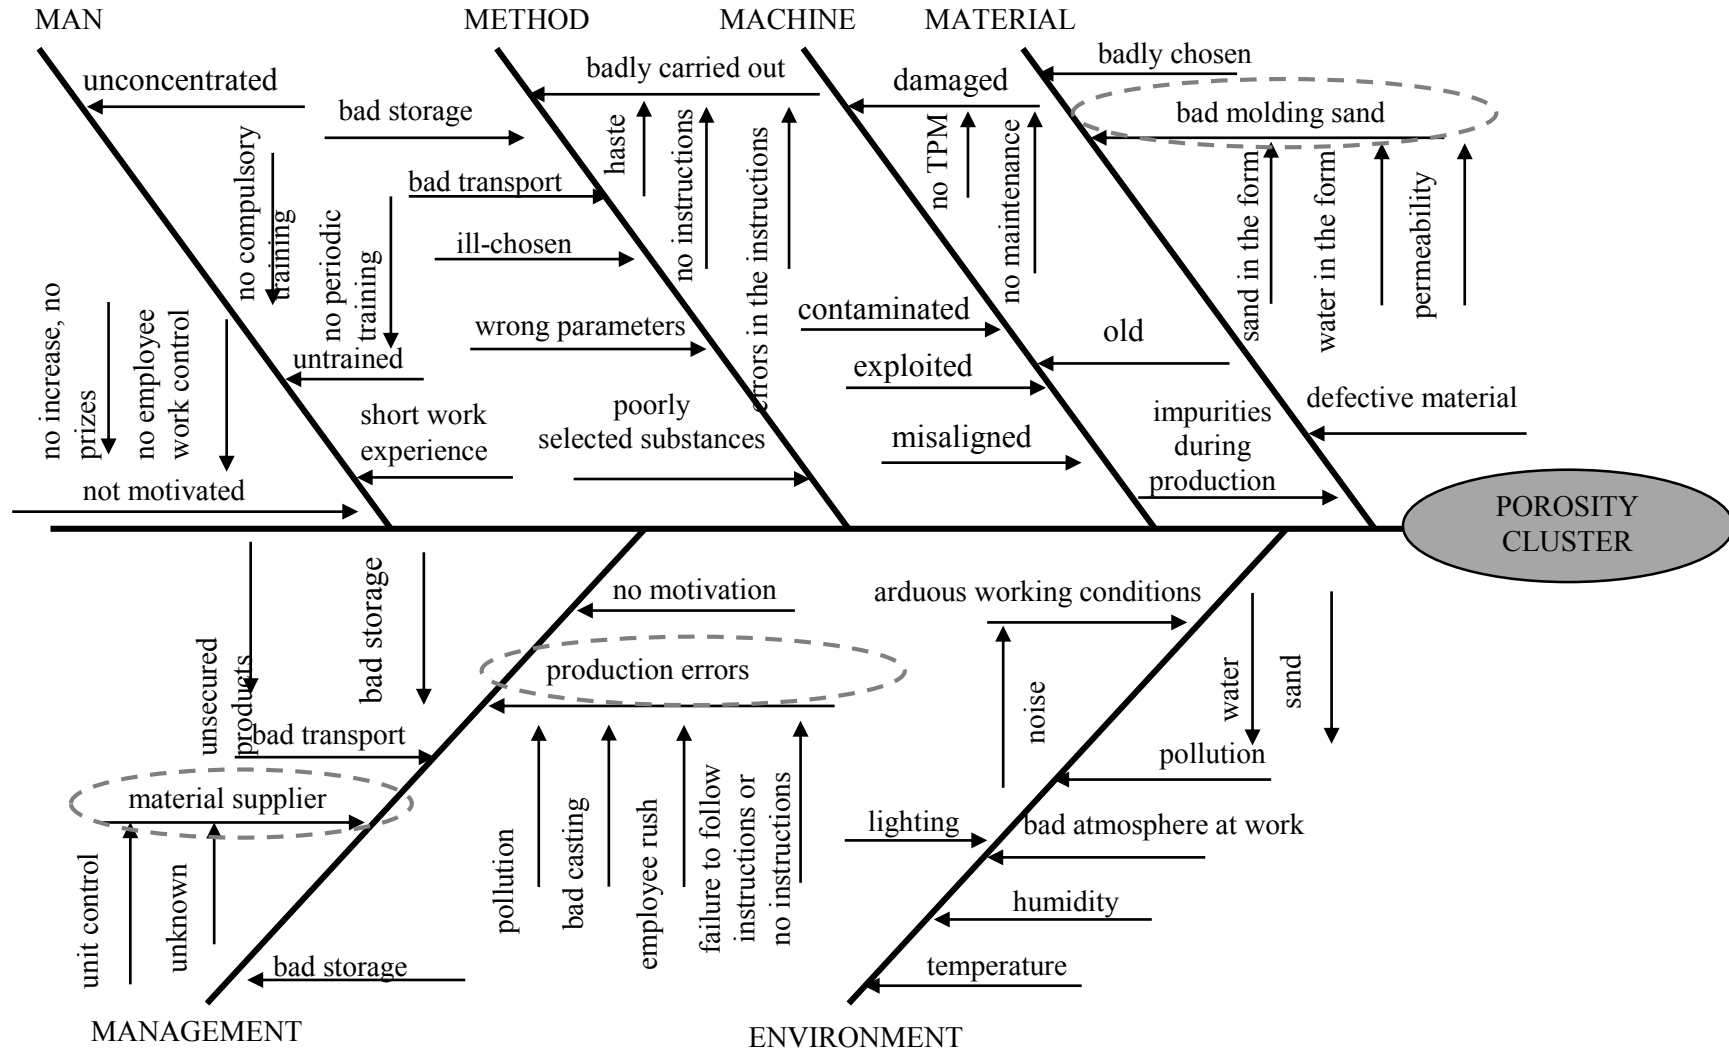 MAN
METHOD
MACHINE
MATERIAL
unconcentrated
bad storage
no compulsory
training
no periodic
training
untrained
no increase, no
prizes
no employee
work control
short work
experience
not motivated
badly carried out
haste
no instructions
errors in the instructions
bad transport
ill-chosen
wrong parameters
poorly
selected substances
damaged
no TPM
no maintenance
contaminated
exploited
misaligned
badly chosen
bad molding sand
sand in the form
water in the form
permeability
old
defective material
impurities
during
production
POROSITY
CLUSTER
unsecured
products
bad storage
bad transport
material supplier
unit control
unknown
bad storage
no motivation
production errors
pollution
bad casting
employee rush
failure to follow
instructions or
no instructions
arduous working conditions
noise
water
sand
pollution
lighting
bad atmosphere at work
humidity
temperature
MANAGEMENT
ENVIRONMENT